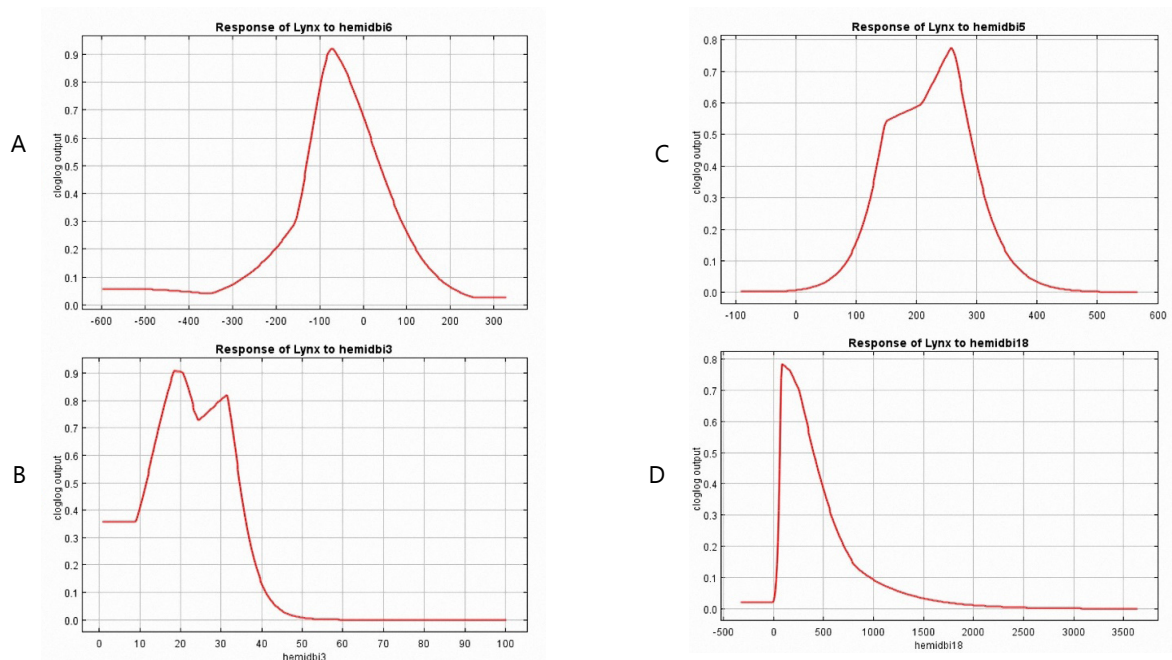 A
Response of Lynx to hemidbi6
cloglog output
0.9
0.8
0.7
0.6
0.5
0.4
0.3
0.2
0.1
0.0
-600 -500 -400 -300 -200 -100 0 100 200 300
B
Response of Lynx to hemidbi3
cloglog output
0.9
0.8
0.7
0.6
0.5
0.4
0.3
0.2
0.1
0.0
0 10 20 30 40 50 60 70 80 90 100
hemidbi3
C
Response of Lynx to hemidbi5
cloglog output
0.8
0.7
0.6
0.5
0.4
0.3
0.2
0.1
0.0
-100 0 100 200 300 400 500 600
D
Response of Lynx to hemidbi18
cloglog output
0.8
0.7
0.6
0.5
0.4
0.3
0.2
0.1
0.0
-500 0 500 1000 1500 2000 2500 3000 3500
hemidbi18